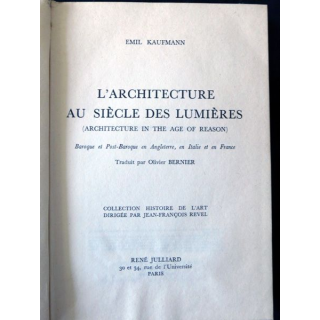 EMIL KAUFMANN
L'ARCHITECTURE
AU SIÈCLE DES LUMIÈRES
(ARCHITECTURE IN THE AGE OF REASON)
Baroque et Post-Baroque en Angleterre, en Italie et en France
Traduit par Olivier BERNIER
COLLECTION HISTOIRE DE L'ART
DIRIGÉE PAR JEAN-FRANÇOIS REVEL
RENÉ JULLIARD
30 et 34, rue de l'Université
PARIS